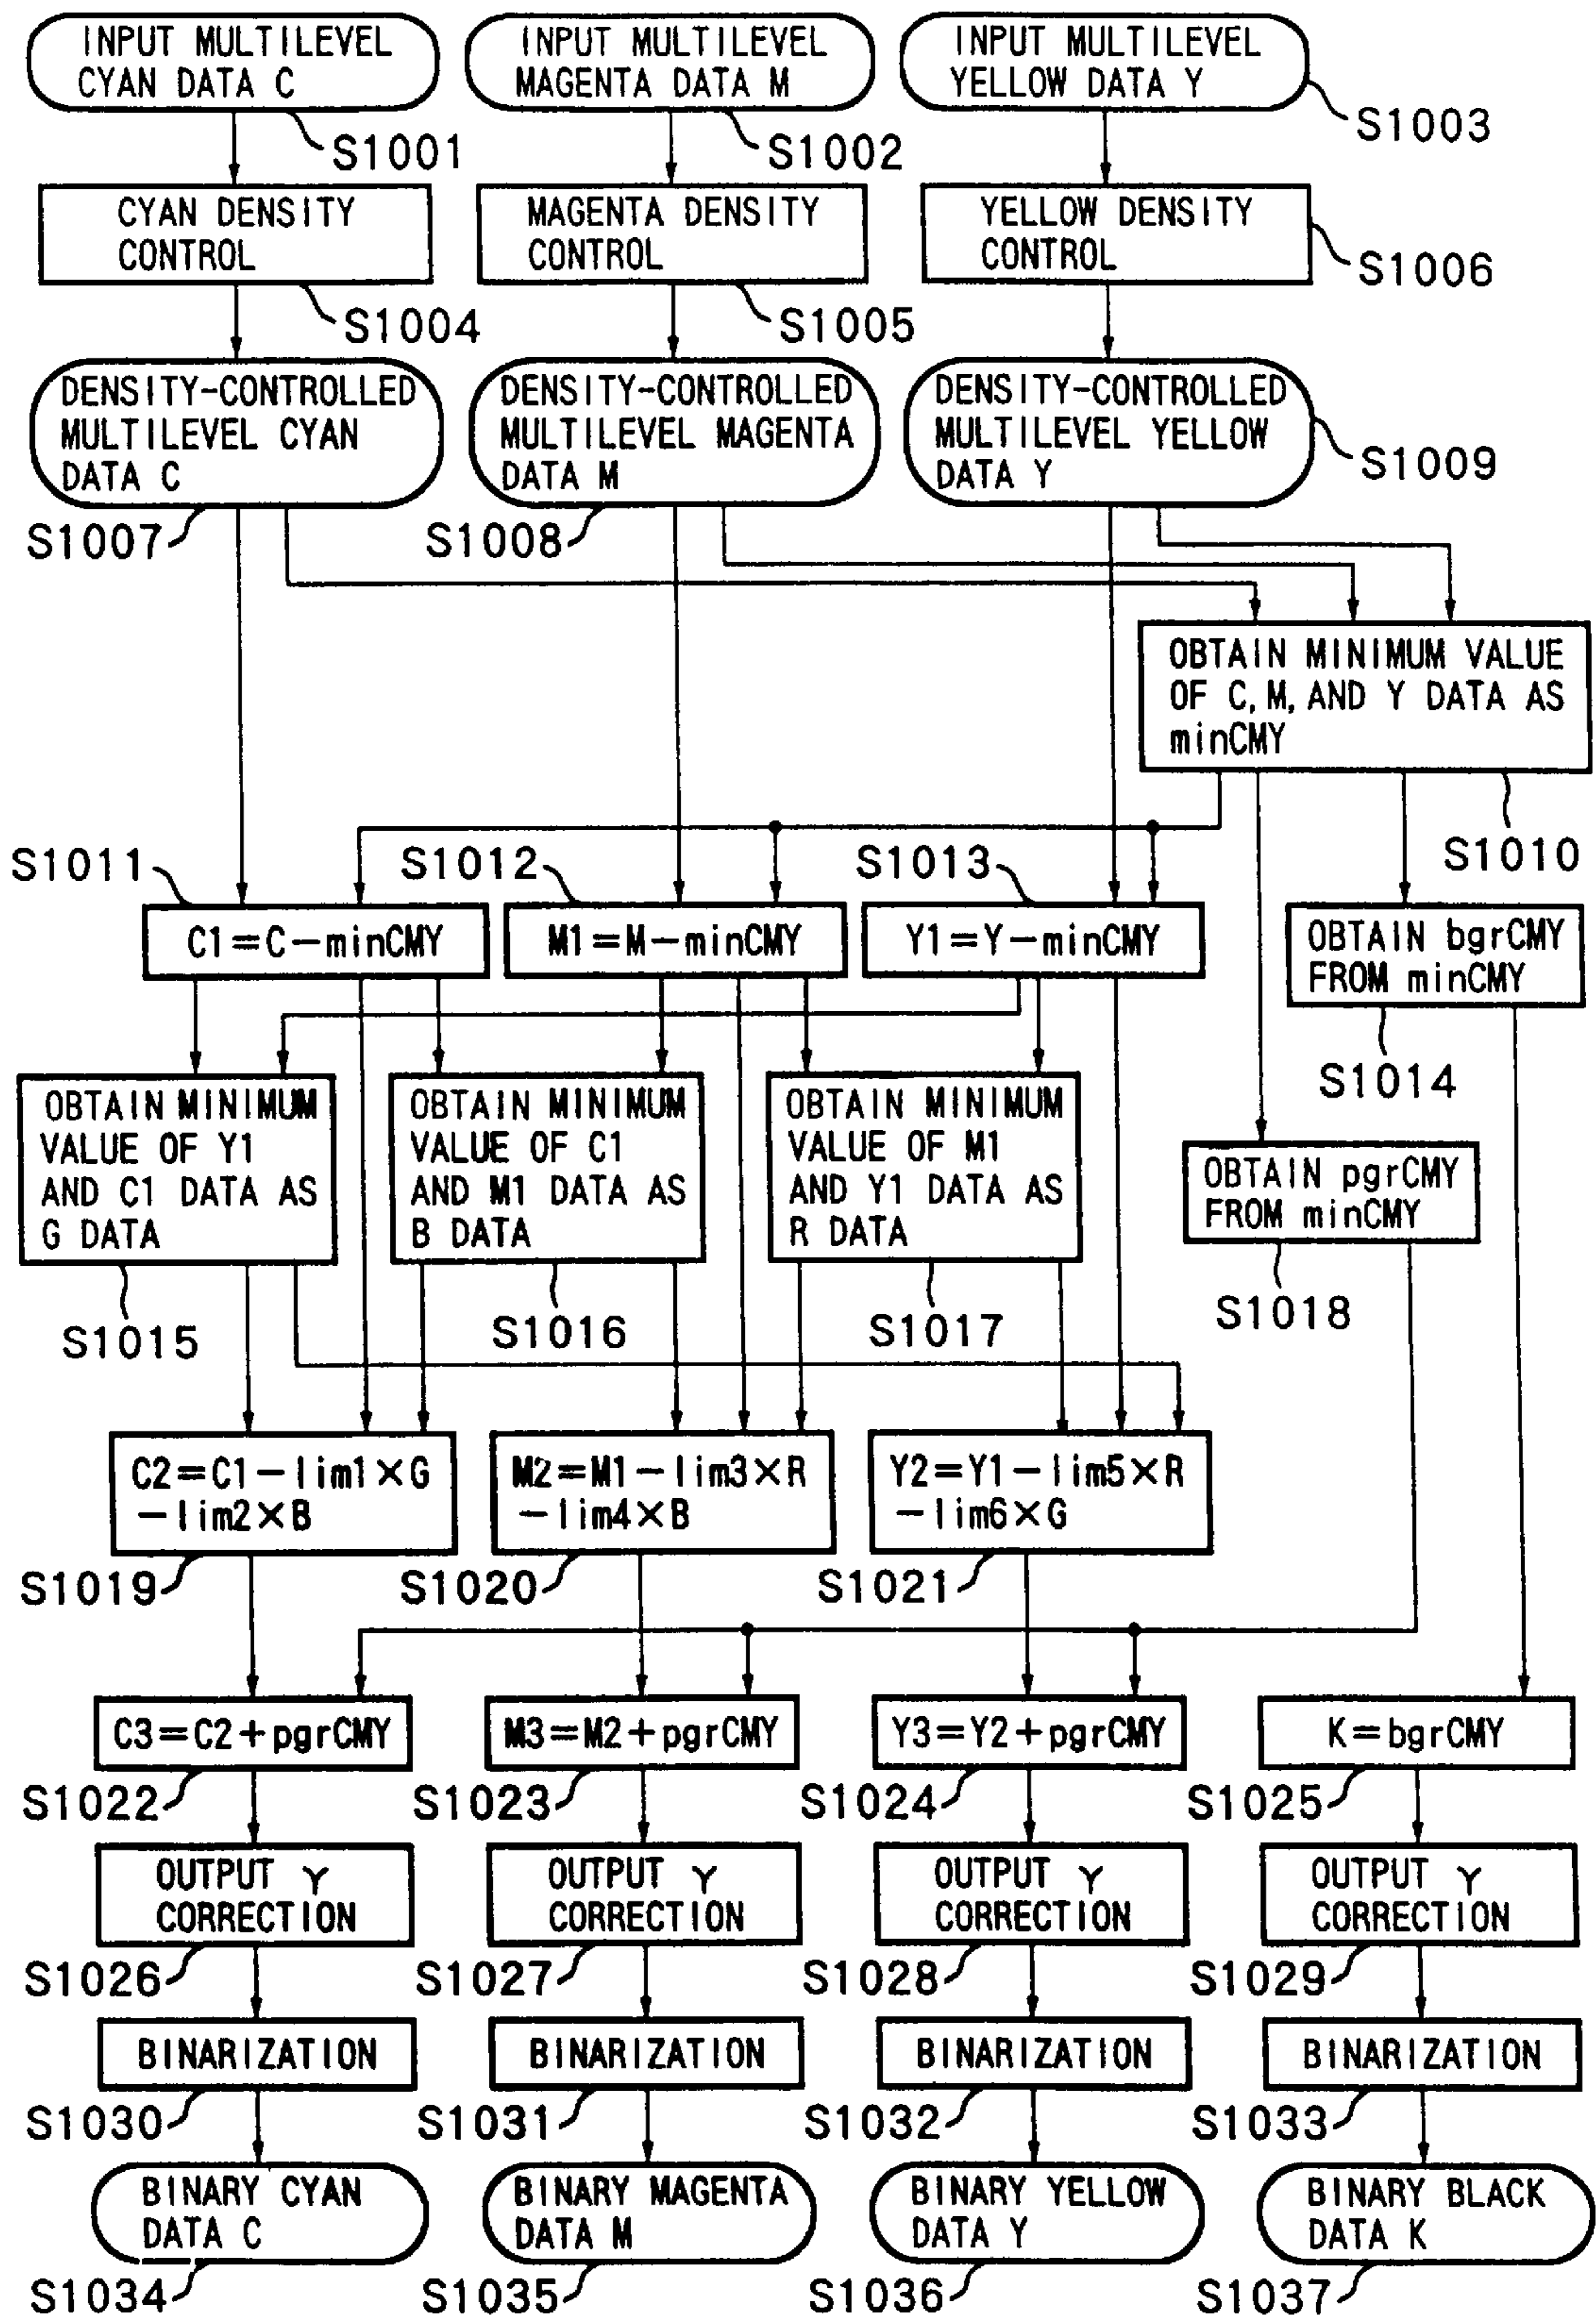 INPUT MULTILEVEL
CYAN DATA C
INPUT MULTILEVEL
MAGENTA DATA M
INPUT MULTILEVEL
YELLOW DATA Y
S1001
S1002
S1003
CYAN DENSITY
CONTROL
MAGENTA DENSITY
CONTROL
YELLOW DENSITY
CONTROL
S1004
S1005
S1006
DENSITY-CONTROLLED
MULTILEVEL CYAN
DATA C
DENSITY-CONTROLLED
MULTILEVEL MAGENTA
DATA M
DENSITY-CONTROLLED
MULTILEVEL YELLOW
DATA Y
S1007
S1008
S1009
OBTAIN MINIMUM VALUE
OF C, M, AND Y DATA AS
minCMY
S1010
S1011
S1012
S1013
C1=C-minCMY
M1=M-minCMY
Y1=Y-minCMY
OBTAIN bgrCMY
FROM minCMY
S1014
OBTAIN MINIMUM
VALUE OF Y1
AND C1 DATA AS
G DATA
OBTAIN MINIMUM
VALUE OF C1
AND M1 DATA AS
B DATA
OBTAIN MINIMUM
VALUE OF M1
AND Y1 DATA AS
R DATA
OBTAIN pgrCMY
FROM minCMY
S1015
S1016
S1017
S1018
C2=C1-lim1×G
-lim2×B
M2=M1-lim3×R
-lim4×B
Y2=Y1-lim5×R
-lim6×G
S1019
S1020
S1021
C3=C2+pgrCMY
M3=M2+pgrCMY
Y3=Y2+pgrCMY
K=bgrCMY
S1022
S1023
S1024
S1025
OUTPUT γ
CORRECTION
OUTPUT γ
CORRECTION
OUTPUT γ
CORRECTION
OUTPUT γ
CORRECTION
S1026
S1027
S1028
S1029
BINARIZATION
BINARIZATION
BINARIZATION
BINARIZATION
S1030
S1031
S1032
S1033
BINARY CYAN
DATA C
BINARY MAGENTA
DATA M
BINARY YELLOW
DATA Y
BINARY BLACK
DATA K
S1034
S1035
S1036
S1037